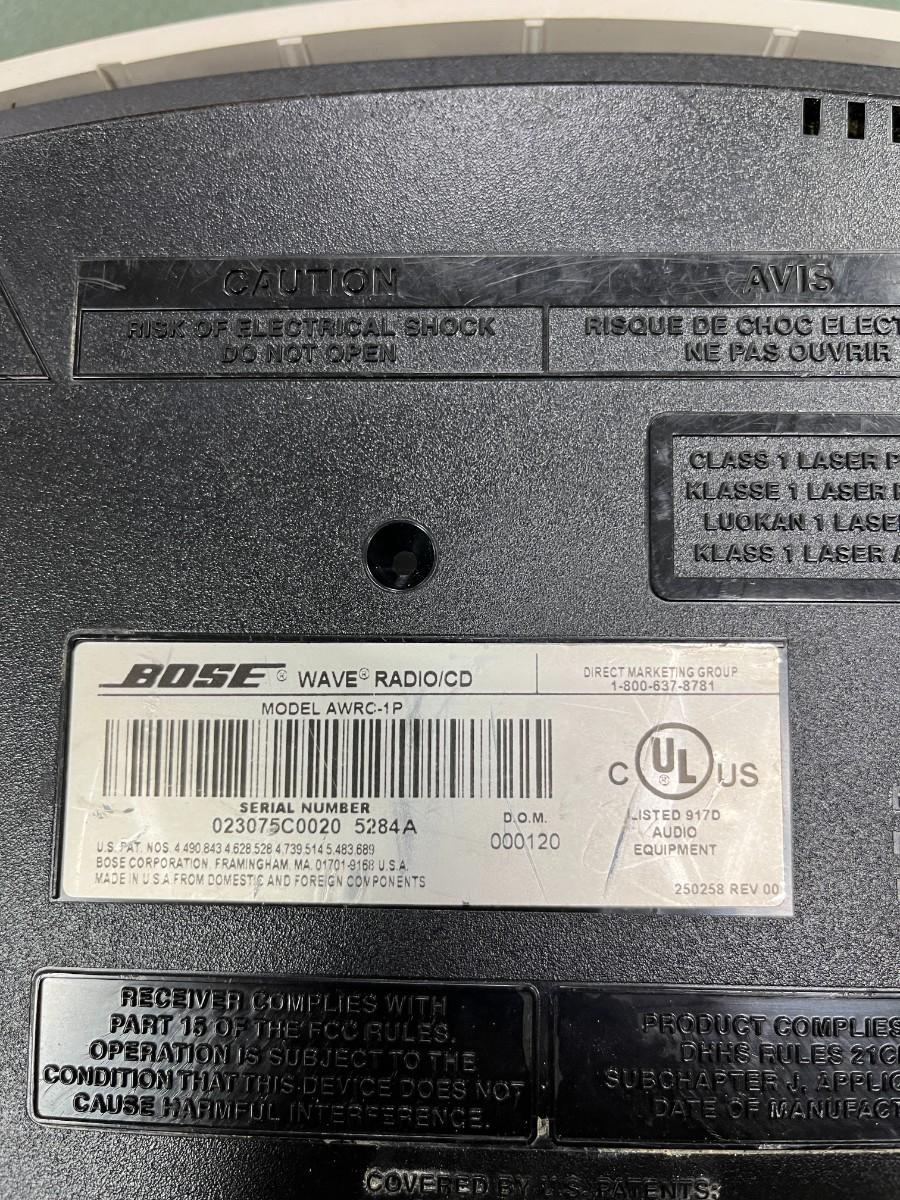 CAUTION
RISK OF ELECTRICAL SHOCK
DO NOT OPEN
AVIS
RISQUE DE CHOC ELECT
NE PAS OUVRIR
CLASS 1 LASER P
KLASSE 1 LASER
LUOKAN 1 LASE
KLASS 1 LASER A
BOSE® WAVE® RADIO/CD
DIRECT MARKETING GROUP
1-800-637-8781
MODEL AWRC-1P
SERIAL NUMBER
023075C0020 5284A
D.O.M.
000120
C UL® US
LISTED 917D
AUDIO
EQUIPMENT
U.S. PAT. NOS. 4,490,843 4,628,528 4,739,514 5,483,689
BOSE CORPORATION, FRAMINGHAM, MA. 01701-9168 U.S.A.
MADE IN U.S.A FROM DOMESTIC AND FOREIGN COMPONENTS
250258 REV 00
RECEIVER COMPLIES WITH
PART 15 OF THE FCC RULES.
OPERATION IS SUBJECT TO THE
CONDITION THAT THIS DEVICE DOES NOT
CAUSE HARMFUL INTERFERENCE.
PRODUCT COMPLIES
DHHS RULES 21C
SUBCHAPTER J, APPLIC
DATE OF MANUFACT
COVERED BY U.S. PATENTS: